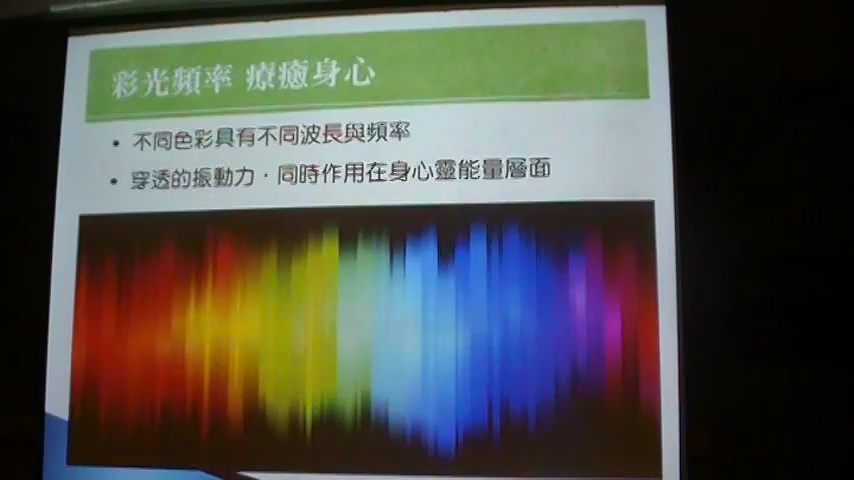 彩光頻率 療癒身心
• 不同色彩具有不同波長與頻率
• 穿透的振動力，同時作用在身心靈能量層面